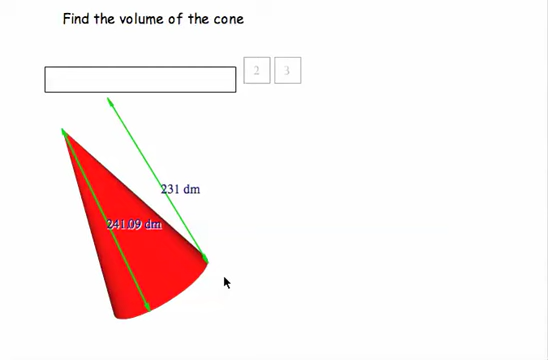 Find the volume of the cone
2 3
231 dm
241.09 dm